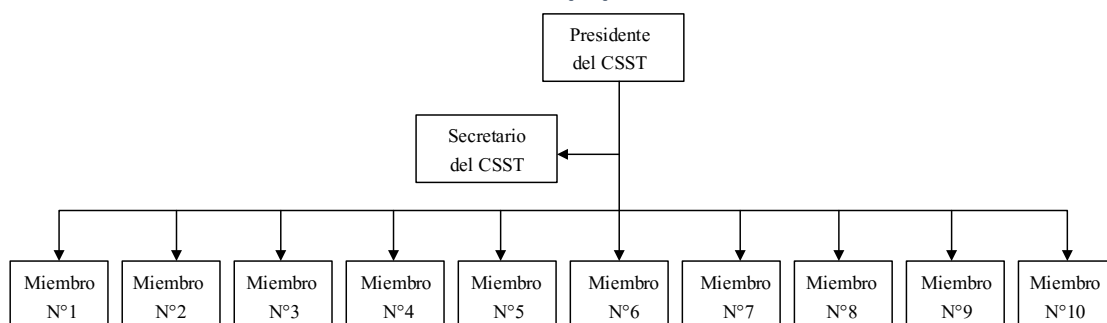 Presidente
del CSST
Secretario
del CSST
Miembro
N°1
Miembro
N°2
Miembro
N°3
Miembro
N°4
Miembro
N°5
Miembro
N°6
Miembro
N°7
Miembro
N°8
Miembro
N°9
Miembro
N°10